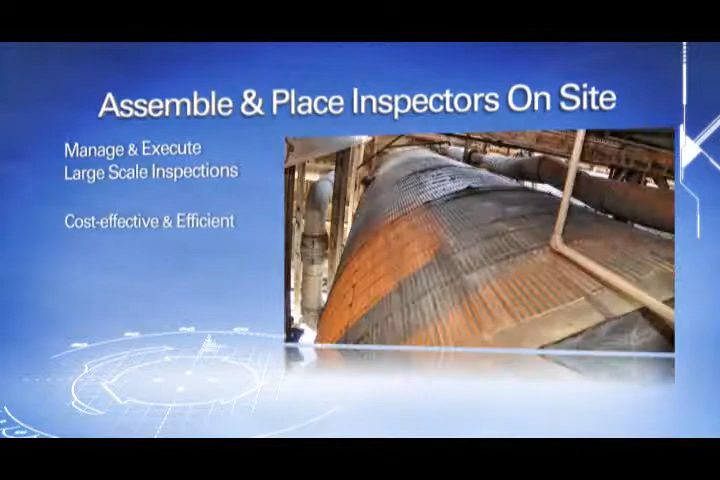 Assemble & Place Inspectors On Site
Manage & Execute
Large Scale Inspections
Cost-effective & Efficient